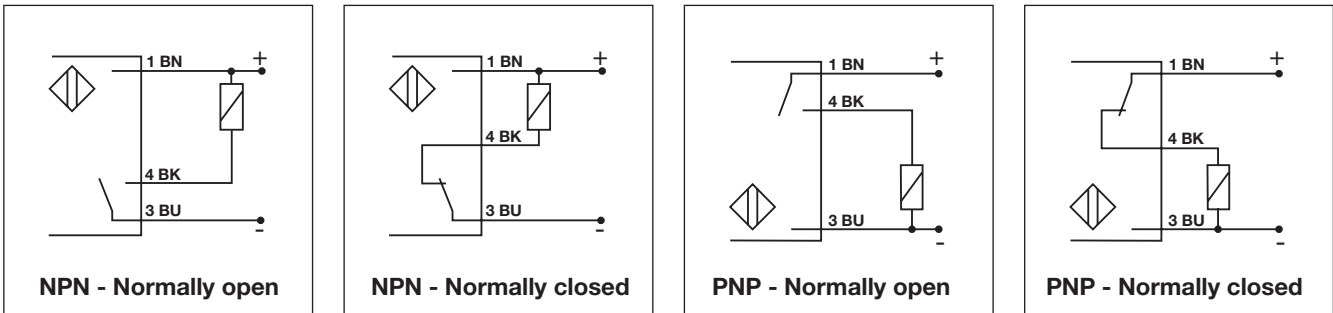 1 BN
+
4 BK
3 BU
-
NPN - Normally open
1 BN
+
4 BK
3 BU
-
NPN - Normally closed
1 BN
+
4 BK
3 BU
-
PNP - Normally open
1 BN
+
4 BK
3 BU
-
PNP - Normally closed